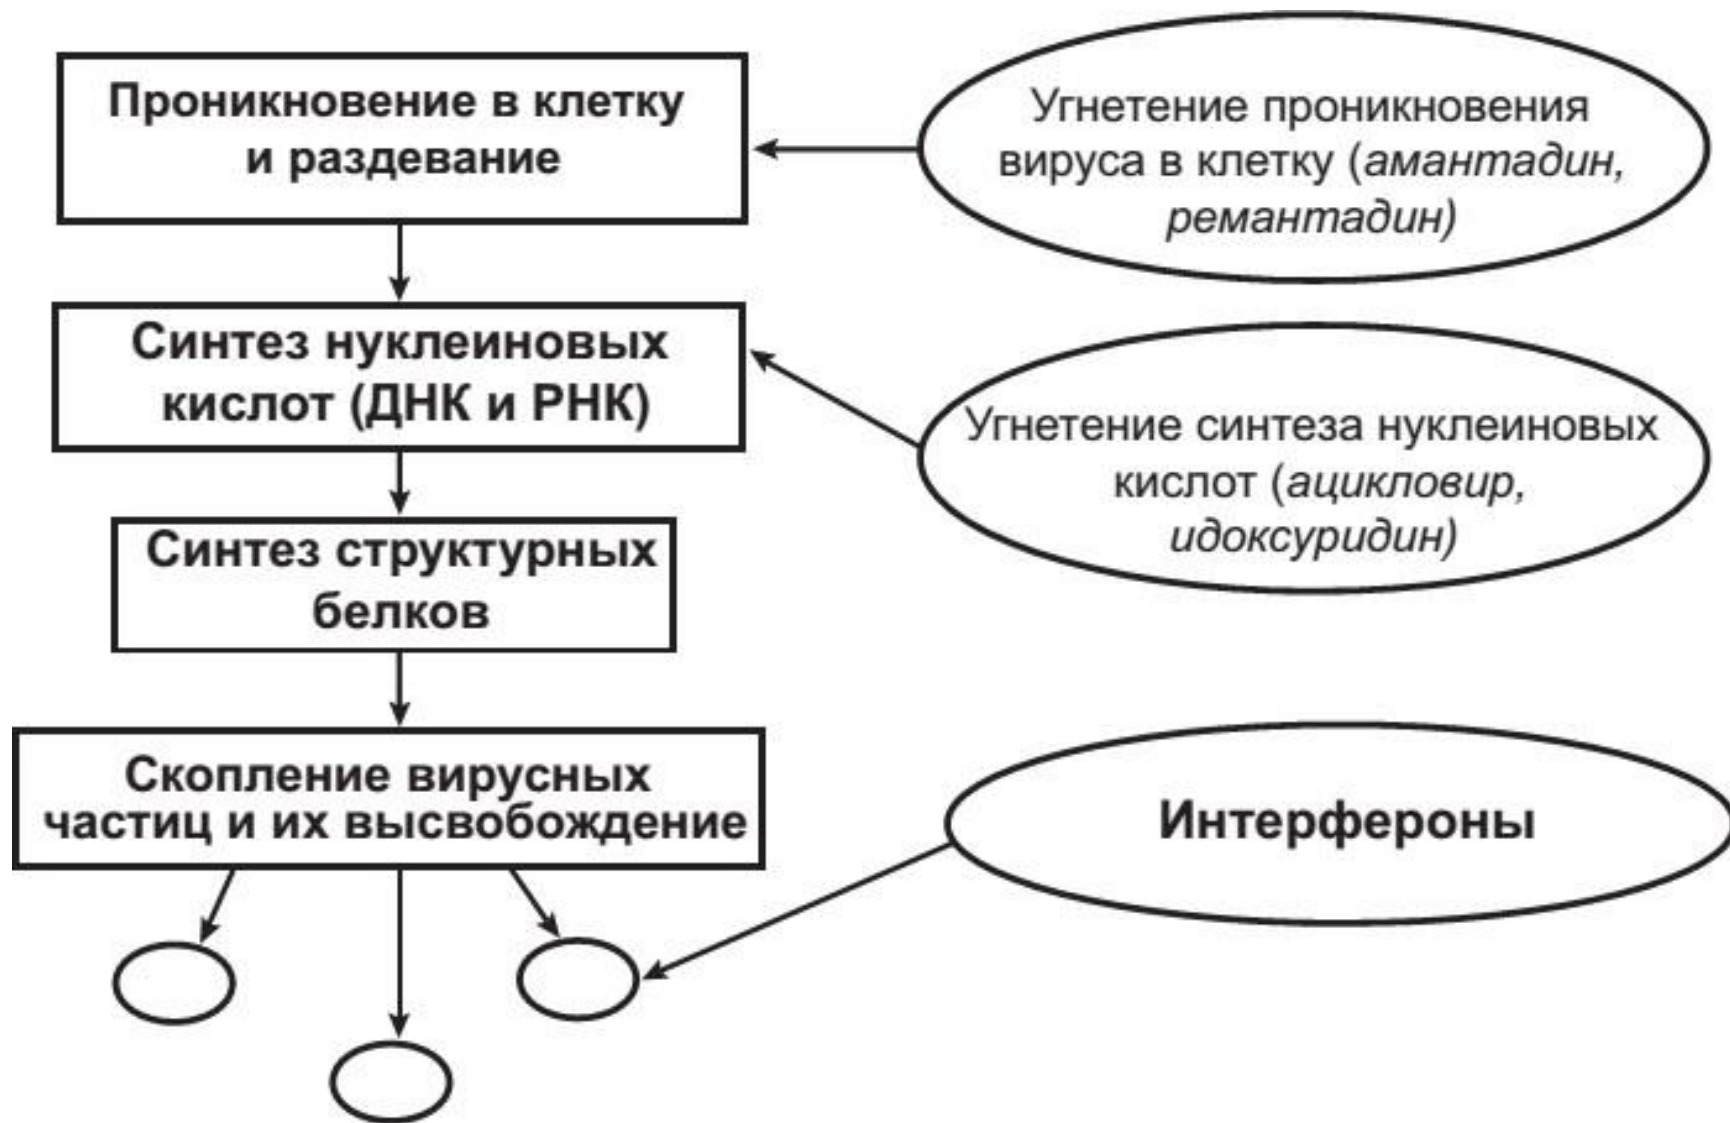 Проникновение в клетку
и раздевание
Угнетение проникновения
вируса в клетку (амантадин,
ремантадин)
Синтез нуклеиновых
кислот (ДНК и РНК)
Угнетение синтеза нуклеиновых
кислот (ацикловир,
идоксуридин)
Синтез структурных
белков
Скопление вирусных
частиц и их высвобождение
Интерфероны